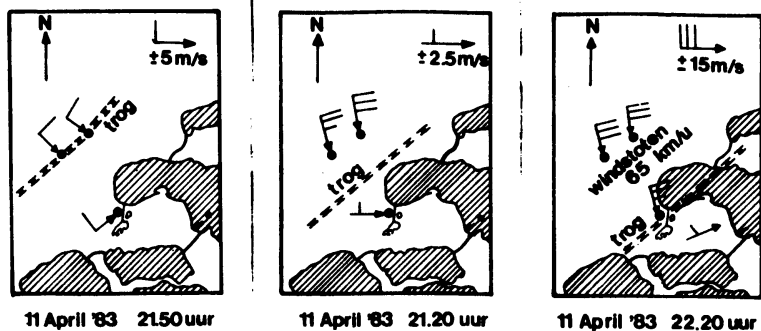 N
±5m/s
trog
11 April '83 21.50 uur
N
±2.5m/s
trog
11 April '83 21.20 uur
N
±15m/s
windstoten
65 km/u
trog
11 April '83 22.20 uur